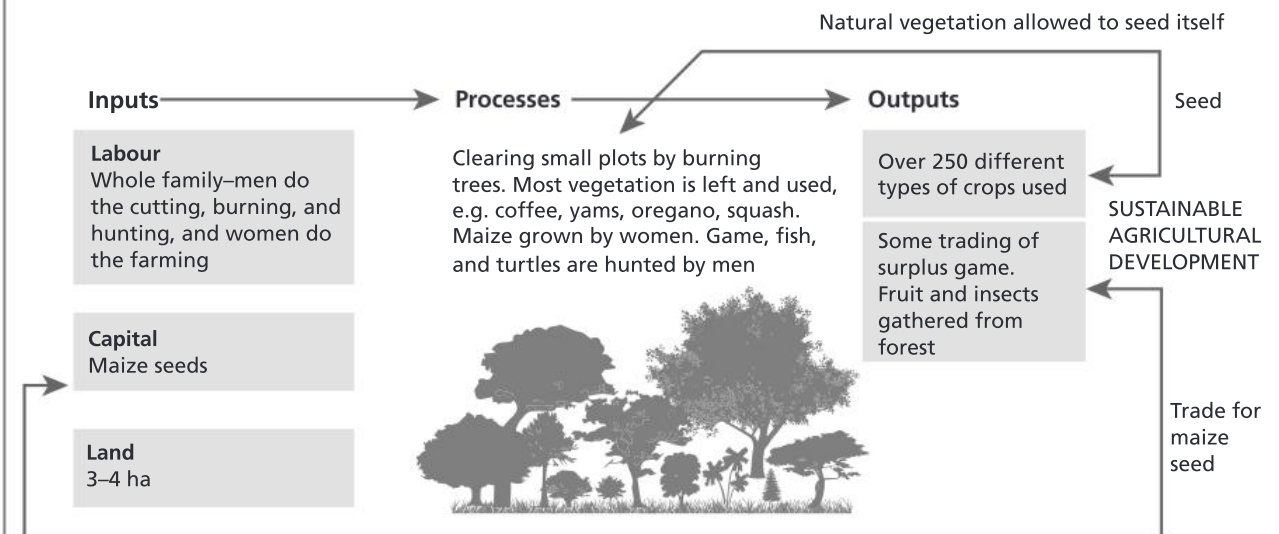 Natural vegetation allowed to seed itself
Inputs
Processes
Outputs
Seed
Labour
Whole family–men do
the cutting, burning, and
hunting, and women do
the farming
Capital
Maize seeds
Land
3–4 ha
Clearing small plots by burning
trees. Most vegetation is left and used,
e.g. coffee, yams, oregano, squash.
Maize grown by women. Game, fish,
and turtles are hunted by men
Over 250 different
types of crops used
Some trading of
surplus game.
Fruit and insects
gathered from
forest
SUSTAINABLE
AGRICULTURAL
DEVELOPMENT
Trade for
maize
seed